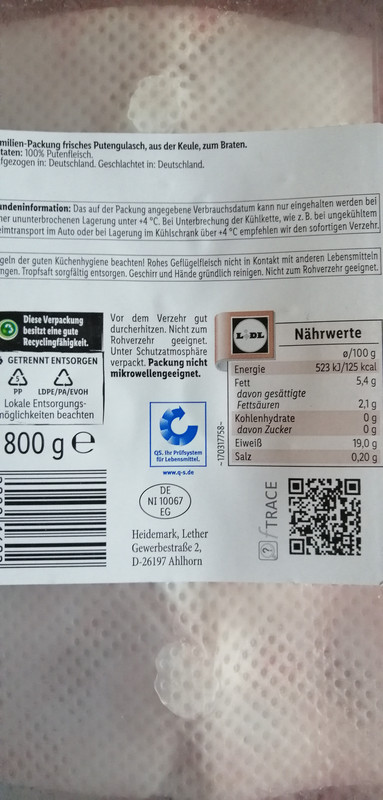 milien-Packung frisches Putengulasch, aus der Keule, zum Braten.
taten: 100% Putenfleisch.
fgezogen in: Deutschland. Geschlachtet in: Deutschland.
undeninformation: Das auf der Packung angegebene Verbrauchsdatum kann nur eingehalten werden bei
ner ununterbrochenen Lagerung unter +4 °C. Bei Unterbrechung der Kühlkette, wie z. B. bei ungekühltem
eimtransport im Auto oder bei Lagerung im Kühlschrank über +4 °C empfehlen wir den sofortigen Verzehr.
geln der guten Küchenhygiene beachten! Rohes Geflügelfleisch nicht in Kontakt mit anderen Lebensmitteln
ngen. Tropfsaft sorgfältig entsorgen. Geschirr und Hände gründlich reinigen. Nicht zum Rohverzehr geeignet.
Diese Verpackung
besitzt eine gute
Recyclingfähigkeit.
GETRENNT ENTSORGEN
5
PP LDPE/PA/EVOH
Lokale Entsorgungs-
möglichkeiten beachten
800 g e
Vor dem Verzehr gut
durcherhitzen. Nicht zum
Rohverzehr geeignet.
Unter Schutzatmosphäre
verpackt. Packung nicht
mikrowellengeeignet.
QS. Ihr Prüfsystem
für Lebensmittel.
www.q-s.de
DE
NI 10067
EG
Heidemark, Lether
Gewerbestraße 2,
D-26197 Ahlhorn
-170317758-
LIDL
Nährwerte
ø/100 g
Energie 523 kJ/125 kcal
Fett 5,4 g
davon gesättigte
Fettsäuren 2,1 g
Kohlenhydrate 0 g
davon Zucker 0 g
Eiweiß 19,0 g
Salz 0,20 g
? fTRACE